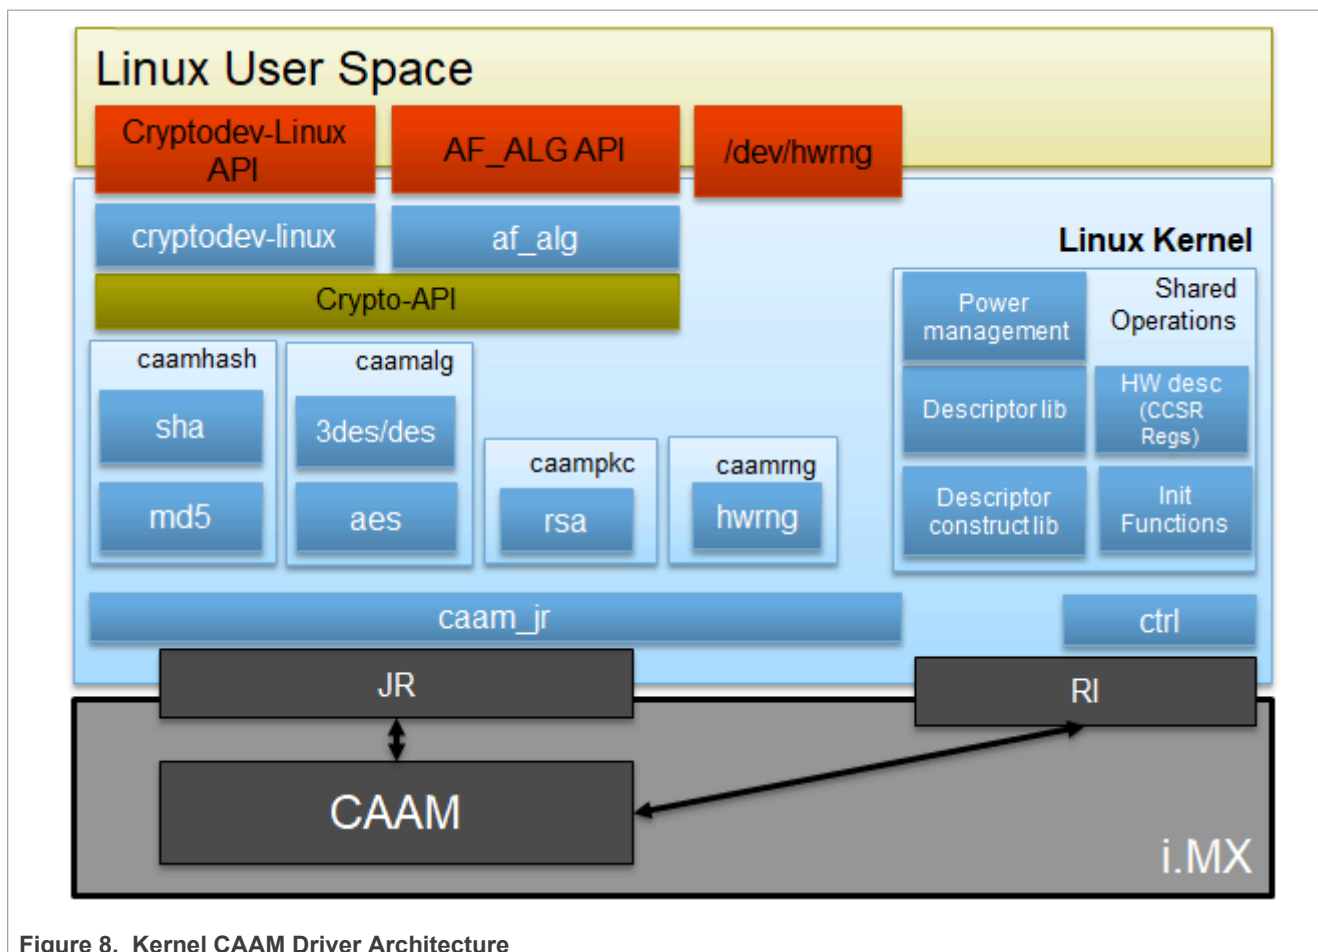 Linux User Space
Cryptodev-Linux
API
AF_ALG API
/dev/hwrng
cryptodev-linux
af_alg
Linux Kernel
Crypto-API
Power
management
Shared
Operations
caamhash
caamalg
sha
3des/des
Descriptor lib
HW desc
(CCSR
Regs)
caampkc
caamrng
md5
aes
rsa
hwrng
Descriptor
construct lib
Init
Functions
caam_jr
ctrl
JR
RI
CAAM
i.MX
Figure 8. Kernel CAAM Driver Architecture